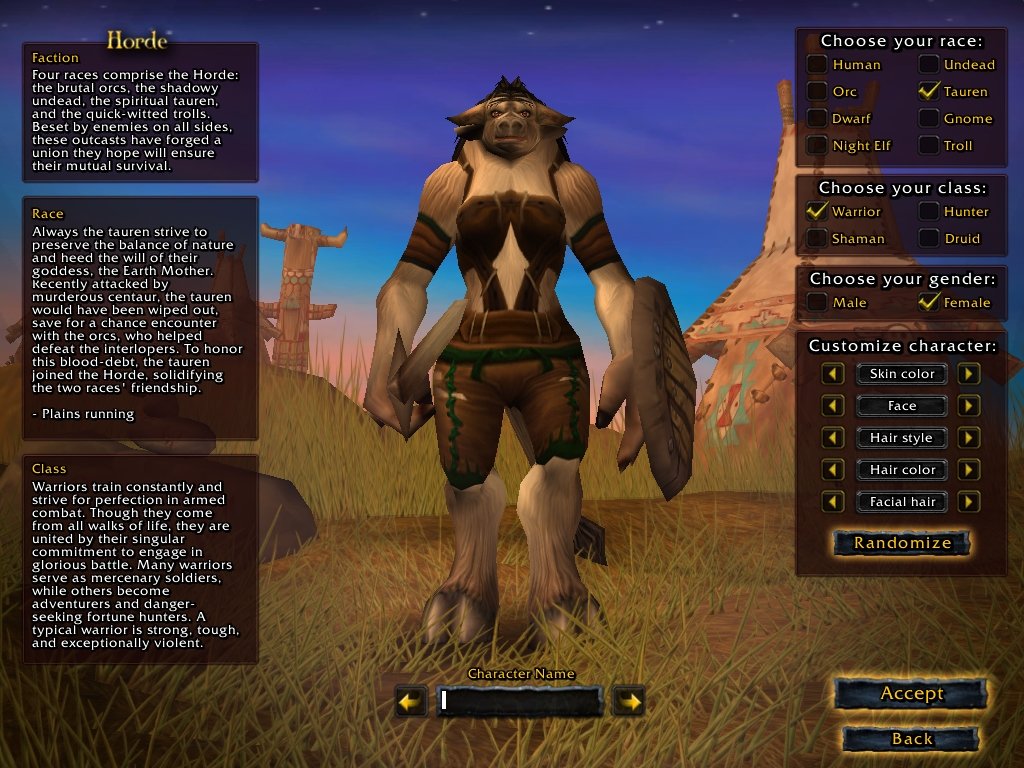 Horde
Faction
Four races comprise the Horde:
the brutal orcs, the shadowy
undead, the spiritual tauren,
and the quick-witted trolls.
Beset by enemies on all sides,
these outcasts have forged a
union they hope will ensure
their mutual survival.
Race
Always the tauren strive to
preserve the balance of nature
and heed the will of their
goddess, the Earth Mother.
Recently attacked by
murderous centaur, the tauren
would have been wiped out,
save for a chance encounter
with the orcs, who helped
defeat the interlopers. To honor
this blood-debt, the tauren
joined the Horde, solidifying
the two races' friendship.
- Plains running
Class
Warriors train constantly and
strive for perfection in armed
combat. Though they come
from all walks of life, they are
united by their singular
commitment to engage in
glorious battle. Many warriors
serve as mercenary soldiers,
while others become
adventurers and danger-
seeking fortune hunters. A
typical warrior is strong, tough,
and exceptionally violent.
Character Name
Choose your race:
Human Undead
Orc Tauren
Dwarf Gnome
Night Elf Troll
Choose your class:
Warrior Hunter
Shaman Druid
Choose your gender:
Male Female
Customize character:
Skin color
Face
Hair style
Hair color
Facial hair
Randomize
Accept
Back